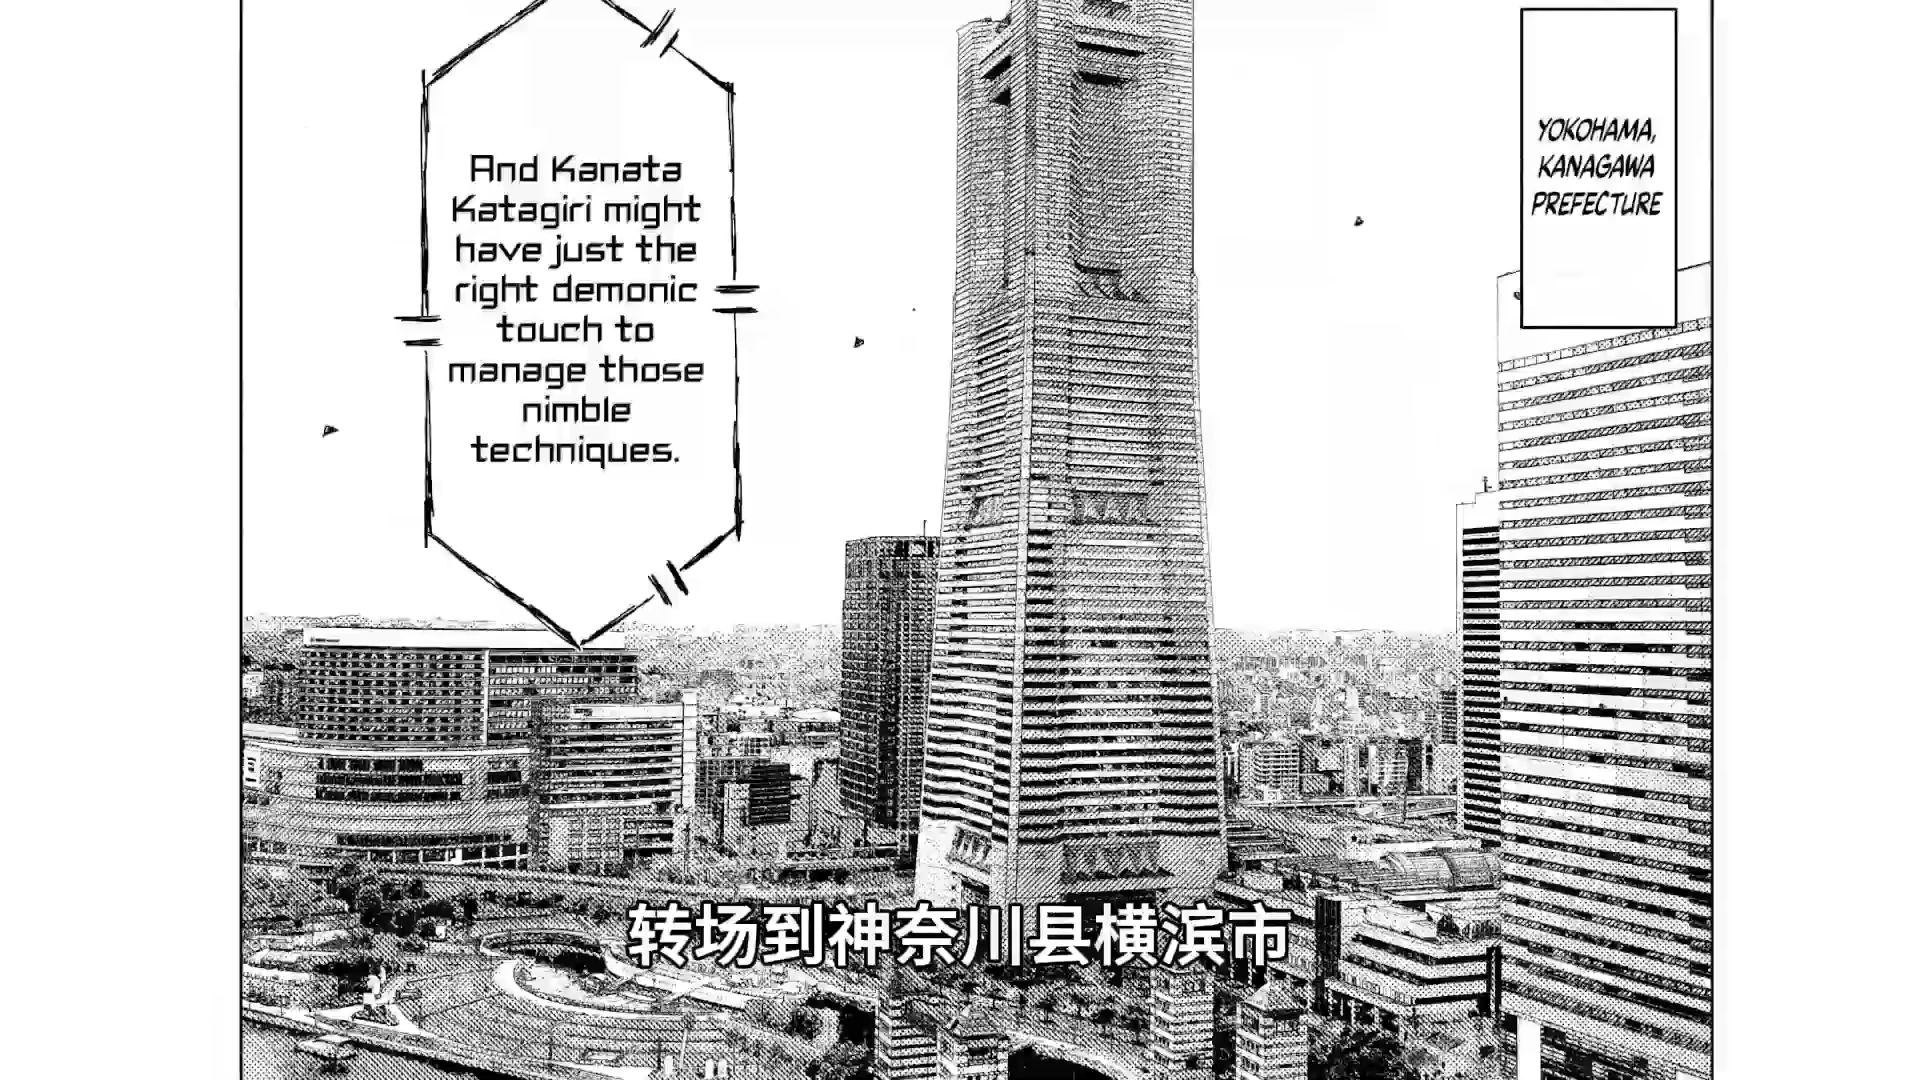 And Kanata
Katagiri might
have just the
right demonic
touch to
manage those
nimble
techniques.
YOKOHAMA,
KANAGAWA
PREFECTURE
转场到神奈川县横滨市